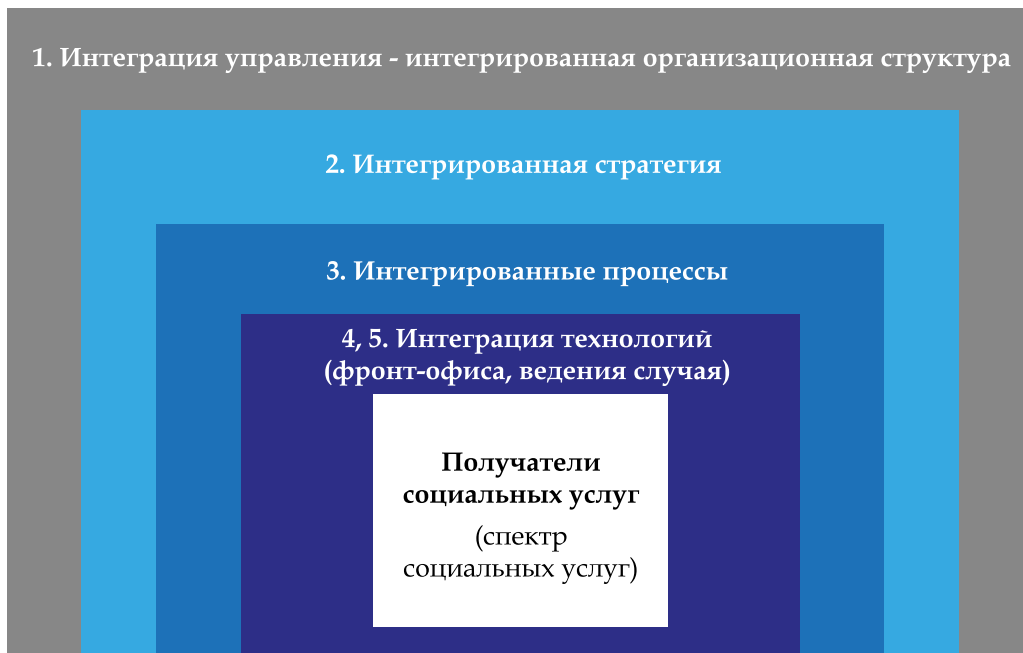 1. Интеграция управления - интегрированная организационная структура
2. Интегрированная стратегия
3. Интегрированные процессы
4, 5. Интеграция технологий
(фронт-офиса, ведения случая)
Получатели
социальных услуг
(спектр
социальных услуг)